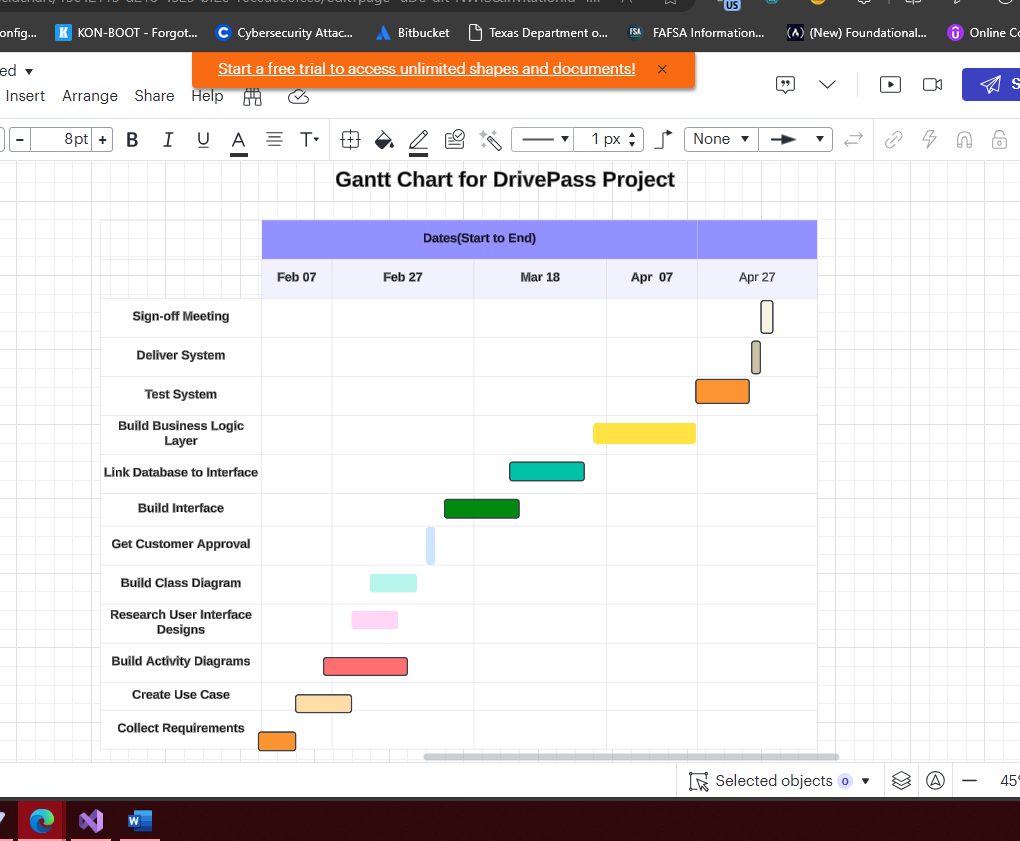 onfig...
KON-BOOT - Forgot...
Cybersecurity Attac...
Bitbucket
Texas Department o...
FSA
FAFSA Information...
(New) Foundational...
Online Co
US
ed
Start a free trial to access unlimited shapes and documents!
Insert Arrange Share Help
8pt
1 px
None
Gantt Chart for DrivePass Project
Dates(Start to End)
Feb 07 Feb 27 Mar 18 Apr 07 Apr 27
Sign-off Meeting
Deliver System
Test System
Build Business Logic
Layer
Link Database to Interface
Build Interface
Get Customer Approval
Build Class Diagram
Research User Interface
Designs
Build Activity Diagrams
Create Use Case
Collect Requirements
Selected objects 0
45%